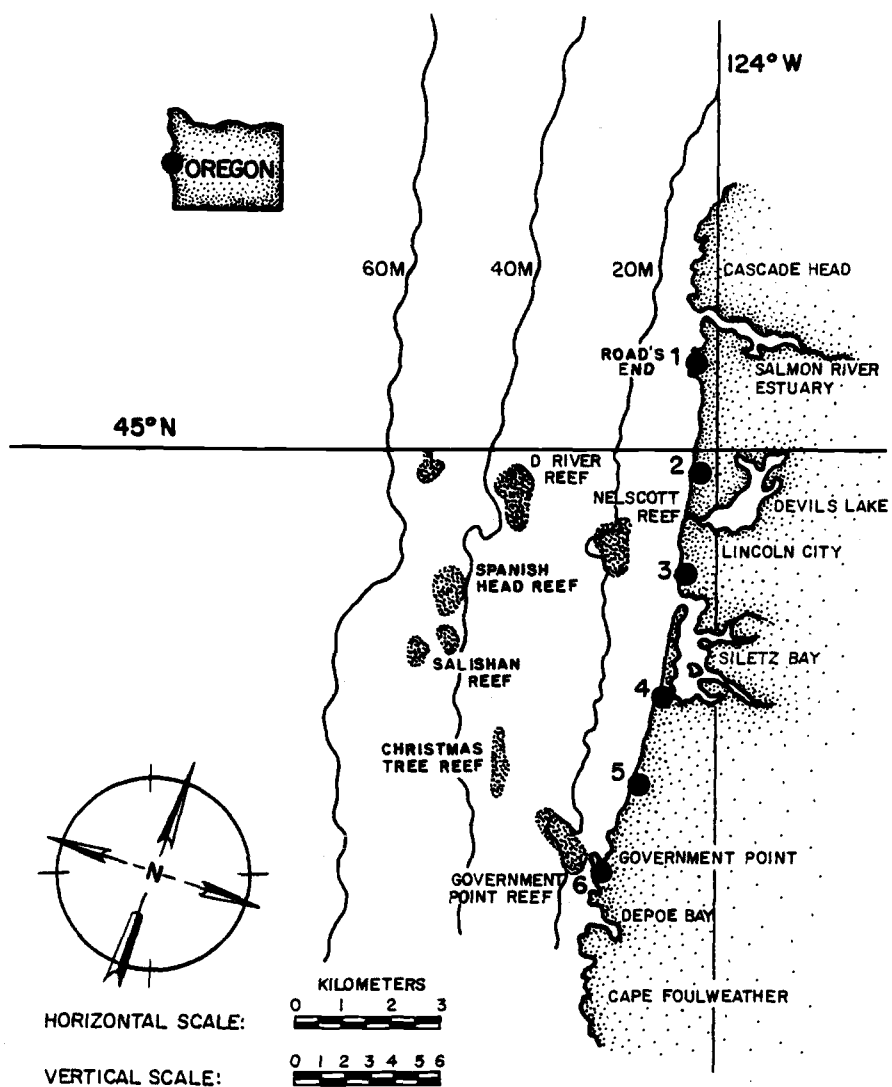 124° W
OREGON
60M
40M
20M
CASCADE HEAD
ROAD'S
END
1
SALMON RIVER
ESTUARY
45° N
D RIVER
REEF
2
NELSCOTT
REEF
DEVILS LAKE
LINCOLN CITY
3
SPANISH
HEAD REEF
SALISHAN
REEF
SILETZ BAY
4
CHRISTMAS
TREE REEF
5
GOVERNMENT POINT
GOVERNMENT
POINT REEF
6
DEPOE BAY
N
CAPE FOULWEATHER
KILOMETERS
0 1 2 3
HORIZONTAL SCALE:
0 1 2 3 4 5 6
VERTICAL SCALE: